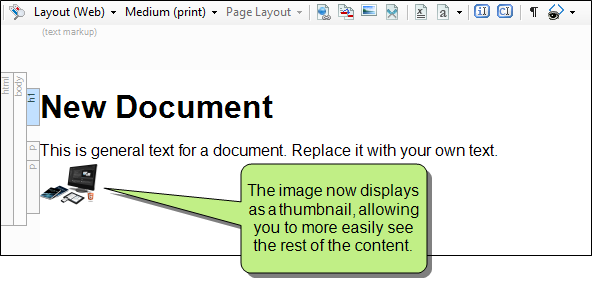 Layout (Web) Medium (print) Page Layout x a ¶
(text markup)
html body h1
New Document
p This is general text for a document. Replace it with your own text.
p
The image now displays
as a thumbnail, allowing
you to more easily see
the rest of the content.